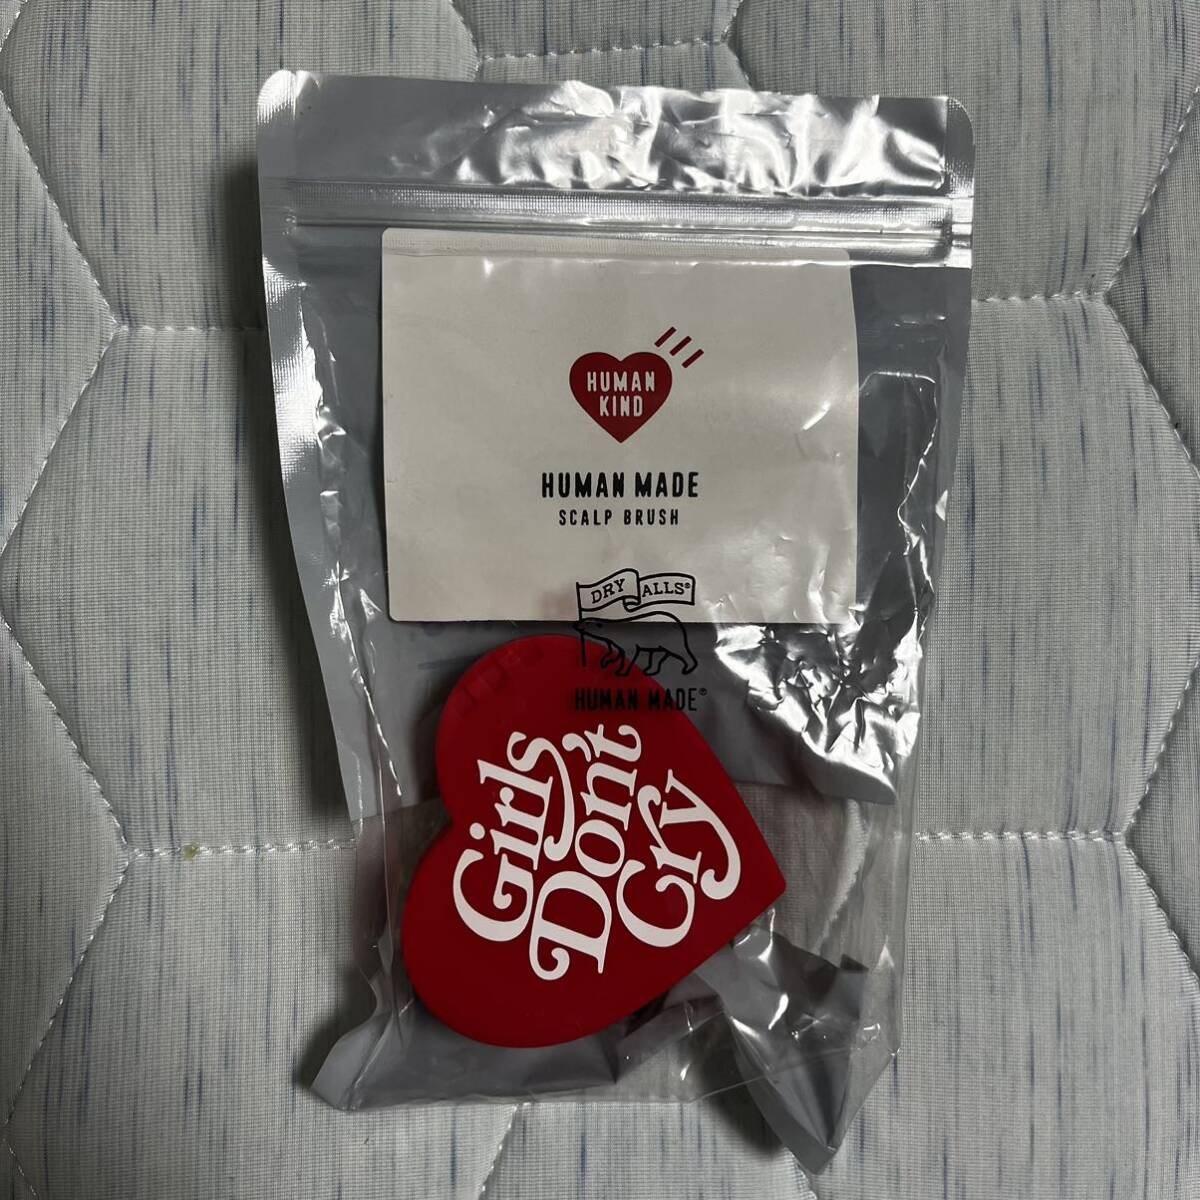 HUMAN
KIND
HUMAN MADE
SCALP BRUSH
DRY ALLS®
HUMAN MADE®
Girls
Don't
Cry